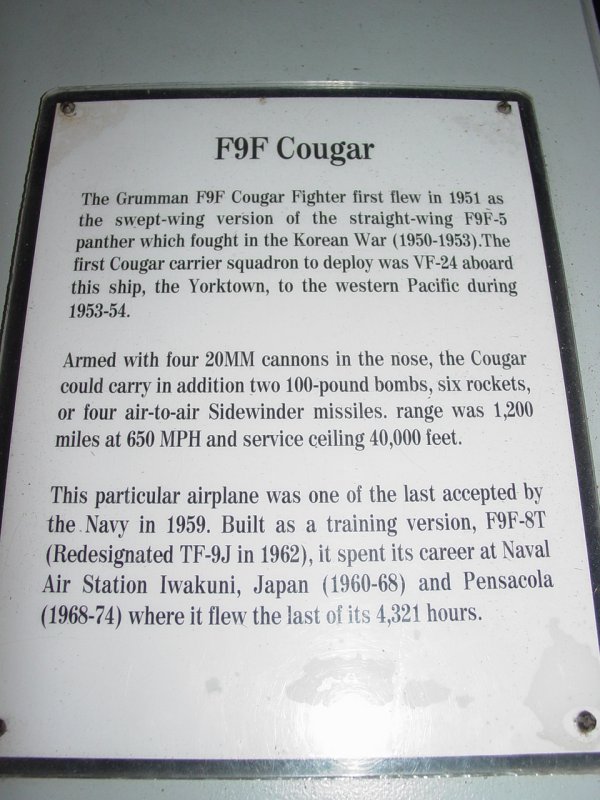 F9F Cougar
The Grumman F9F Cougar Fighter first flew in 1951 as
the swept-wing version of the straight-wing F9F-5
panther which fought in the Korean War (1950-1953).The
first Cougar carrier squadron to deploy was VF-24 aboard
this ship, the Yorktown, to the western Pacific during
1953-54.
Armed with four 20MM cannons in the nose, the Cougar
could carry in addition two 100-pound bombs, six rockets,
or four air-to-air Sidewinder missiles. range was 1,200
miles at 650 MPH and service ceiling 40,000 feet.
This particular airplane was one of the last accepted by
the Navy in 1959. Built as a training version, F9F-8T
(Redesignated TF-9J in 1962), it spent its career at Naval
Air Station Iwakuni, Japan (1960-68) and Pensacola
(1968-74) where it flew the last of its 4,321 hours.